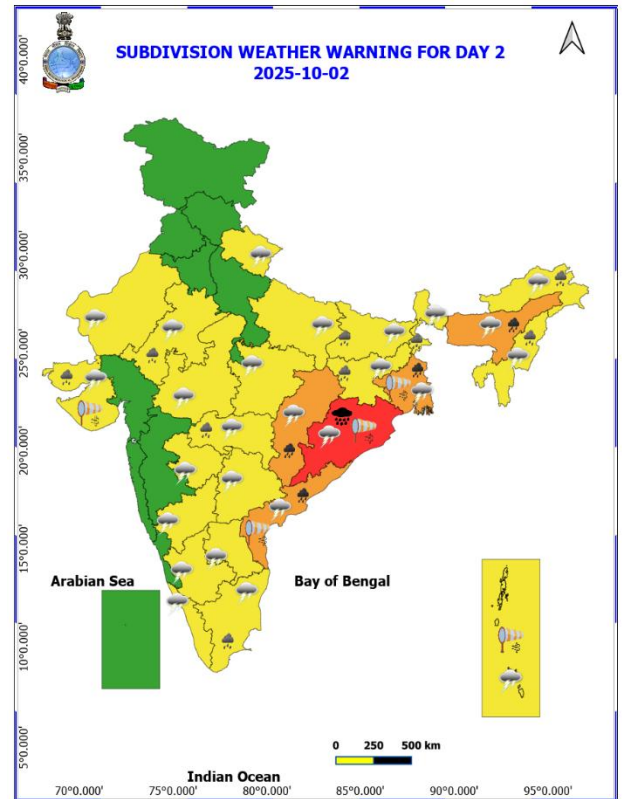 SUBDIVISION WEATHER WARNING FOR DAY 2
2025-10-02
40°0.000'
35°0.000'
30°0.000'
25°0.000'
20°0.000'
15°0.000'
10°0.000'
5°0.000'
Arabian Sea
Bay of Bengal
0 250 500 km
Indian Ocean
70°0.000' 75°0.000' 80°0.000' 85°0.000' 90°0.000' 95°0.000'